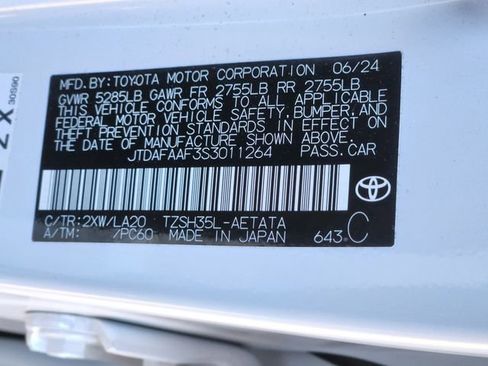 MFD. BY: TOYOTA MOTOR CORPORATION 06/24
GVWR 5285LB GAWR FR 2755LB RR 2755LB
THIS VEHICLE CONFORMS TO ALL APPLICABLE
FEDERAL MOTOR VEHICLE SAFETY, BUMPER, AND
THEFT PREVENTION STANDARDS IN EFFECT ON THE
DATE OF MANUFACTURE SHOWN ABOVE.
JTDAFAAF3S3011264 PASS.CAR
C/TR:2XW/LA20 TZSH35L-AETATA
A/TM: /PC60 MADE IN JAPAN 643 C
2X